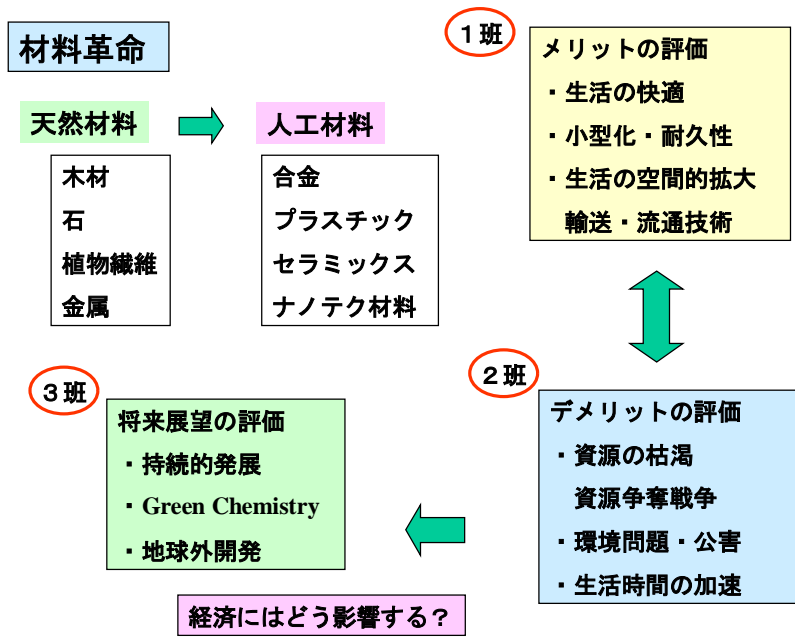 材料革命
天然材料
人工材料
木材
石
植物繊維
金属
合金
プラスチック
セラミックス
ナノテク材料
１班
メリットの評価
・生活の快適
・小型化・耐久性
・生活の空間的拡大
輸送・流通技術
２班
デメリットの評価
・資源の枯渇
資源争奪戦争
・環境問題・公害
・生活時間の加速
３班
将来展望の評価
・持続的発展
・Green Chemistry
・地球外開発
経済にはどう影響する？